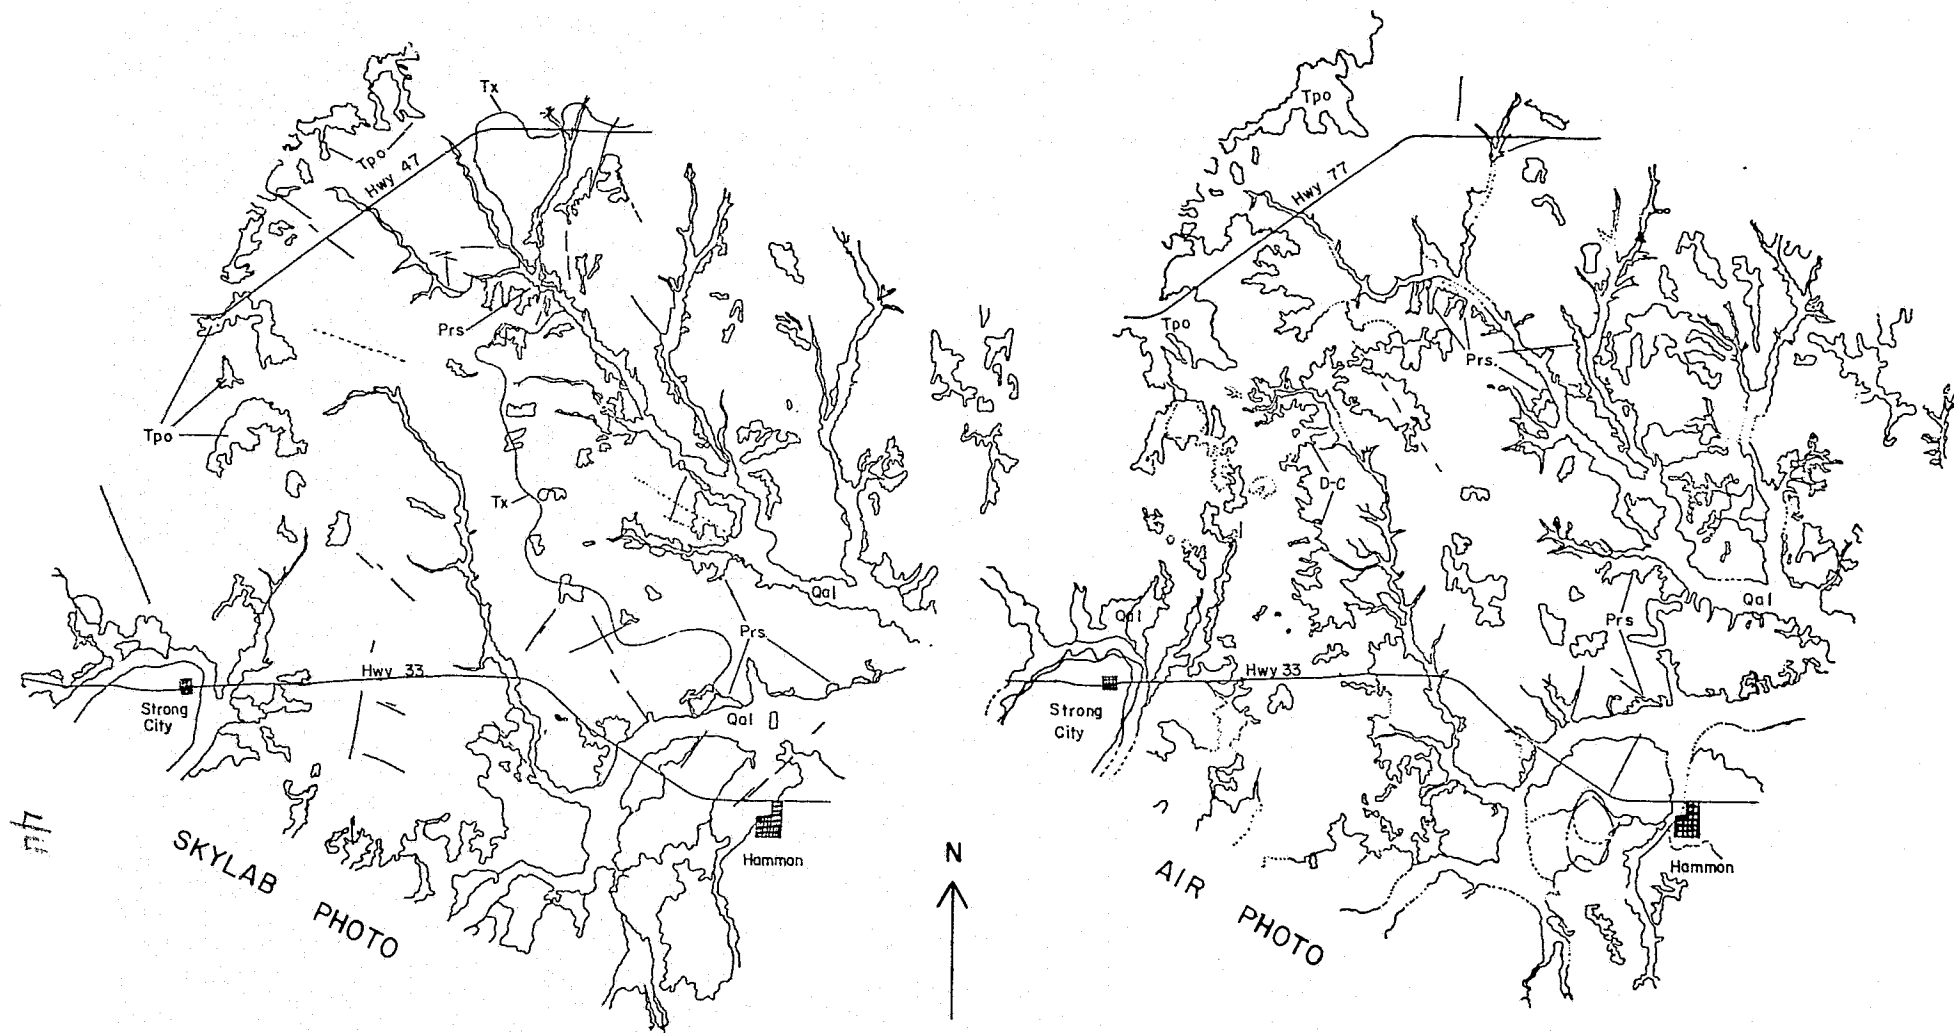 Tx
Tpo
Hwy 47
Prs
Tpo
Tx
Qal
Prs
Hwy 33
Strong
City
Qal
Hammon
SKYLAB PHOTO
44
N
Tpo
Hwy 77
Tpo
Prs.
D-C
Qal
Qal
Prs
Hwy 33
Strong
City
Hammon
AIR PHOTO